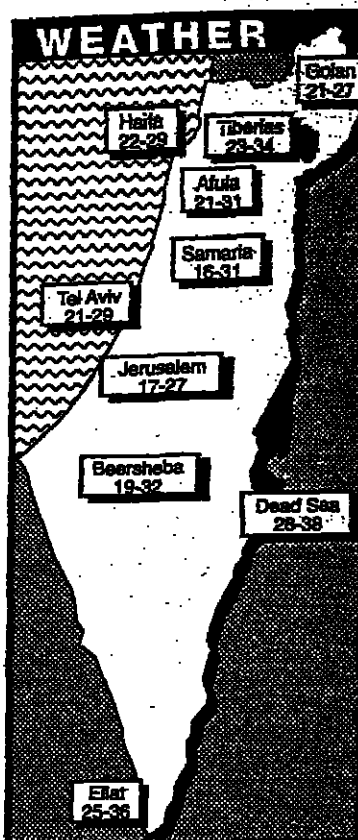 WEATHER
Golan
21-27
Haifa
22-29
Tiberias
23-34
Afula
21-31
Samaria
16-31
Tel Aviv
21-29
Jerusalem
17-27
Beersheba
19-32
Dead Sea
26-38
Eilat
25-36